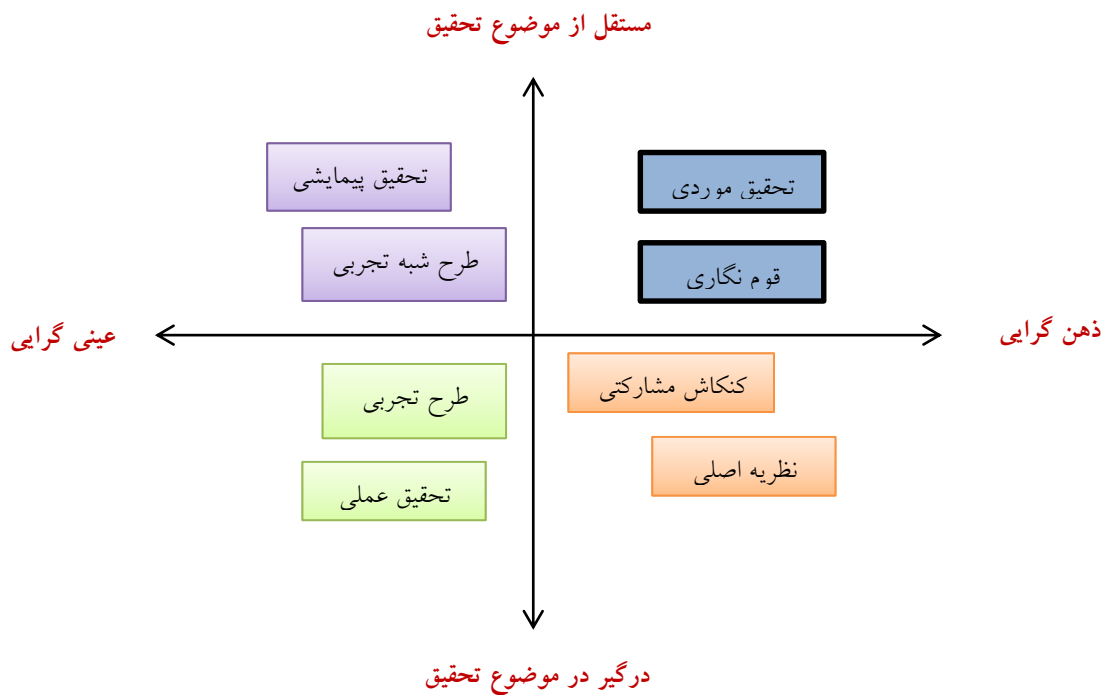 مستقل از موضوع تحقیق
تحقیق موردی
تحقیق پیمایشی
قوم نگاری
طرح شبه تجربی
ذهن گرایی
عینی گرایی
کنکاش مشارکتی
طرح تجربی
نظریه اصلی
تحقیق عملی
درگیر در موضوع تحقیق